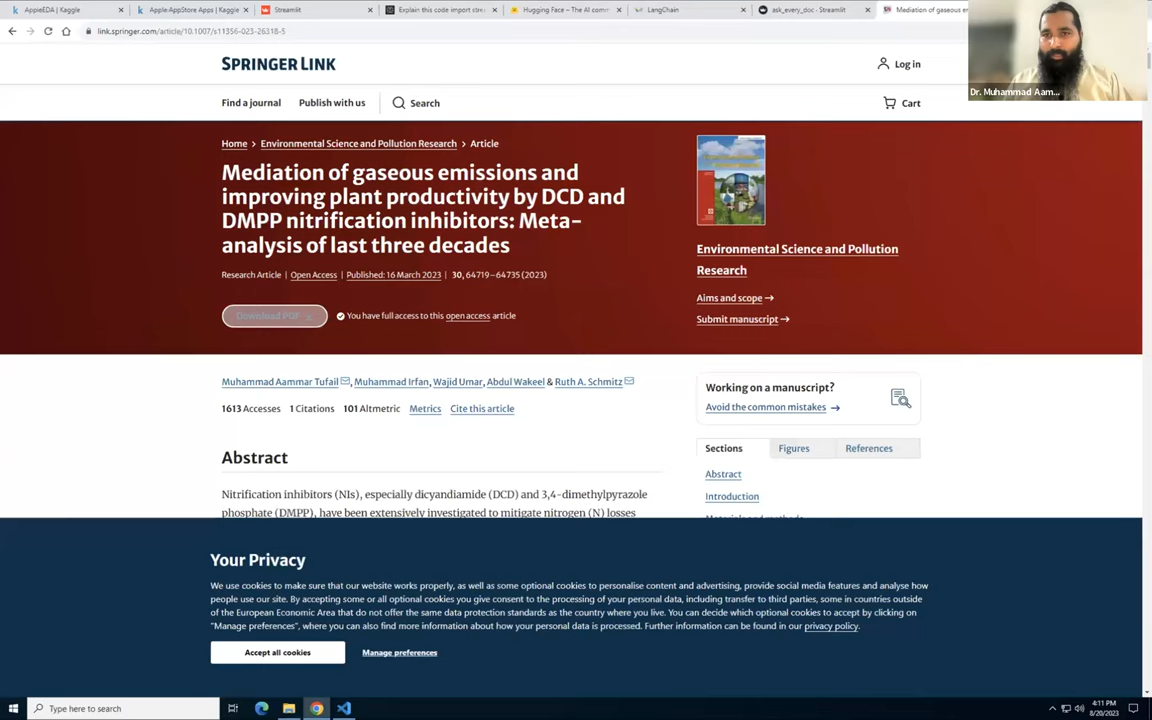 AppleEDA | Kaggle
Apple:AppStore Apps | Kaggle
Streamlit
Explain this code import stre
Hugging Face – The AI comm
LangChain
ask_every_doc · Streamlit
Mediation of gaseous em
link.springer.com/article/10.1007/s11356-023-26318-5
Dr. Muhammad Aam...
SPRINGER LINK
Log in
Find a journal
Publish with us
Search
Cart
Home > Environmental Science and Pollution Research > Article
Mediation of gaseous emissions and
improving plant productivity by DCD and
DMPP nitrification inhibitors: Meta-
analysis of last three decades
Research Article | Open Access | Published: 16 March 2023 | 30, 64719–64735 (2023)
Download PDF
You have full access to this open access article
Environmental Science and Pollution
Research
Aims and scope →
Submit manuscript →
Muhammad Aammar Tufail, Muhammad Irfan, Wajid Umar, Abdul Wakeel & Ruth A. Schmitz
1613 Accesses 1 Citations 101 Altmetric Metrics Cite this article
Working on a manuscript?
Avoid the common mistakes →
Sections
Figures
References
Abstract
Introduction
Abstract
Nitrification inhibitors (NIs), especially dicyandiamide (DCD) and 3,4-dimethylpyrazole
phosphate (DMPP), have been extensively investigated to mitigate nitrogen (N) losses
Your Privacy
We use cookies to make sure that our website works properly, as well as some optional cookies to personalise content and advertising, provide social media features and analyse how
people use our site. By accepting some or all optional cookies you give consent to the processing of your personal data, including transfer to third parties, some in countries outside
of the European Economic Area that do not offer the same data protection standards as the country where you live. You can decide which optional cookies to accept by clicking on
"Manage preferences", where you can also find more information about how your personal data is processed. Further information can be found in our privacy policy.
Accept all cookies
Manage preferences
Type here to search
4:11 PM
8/20/2023